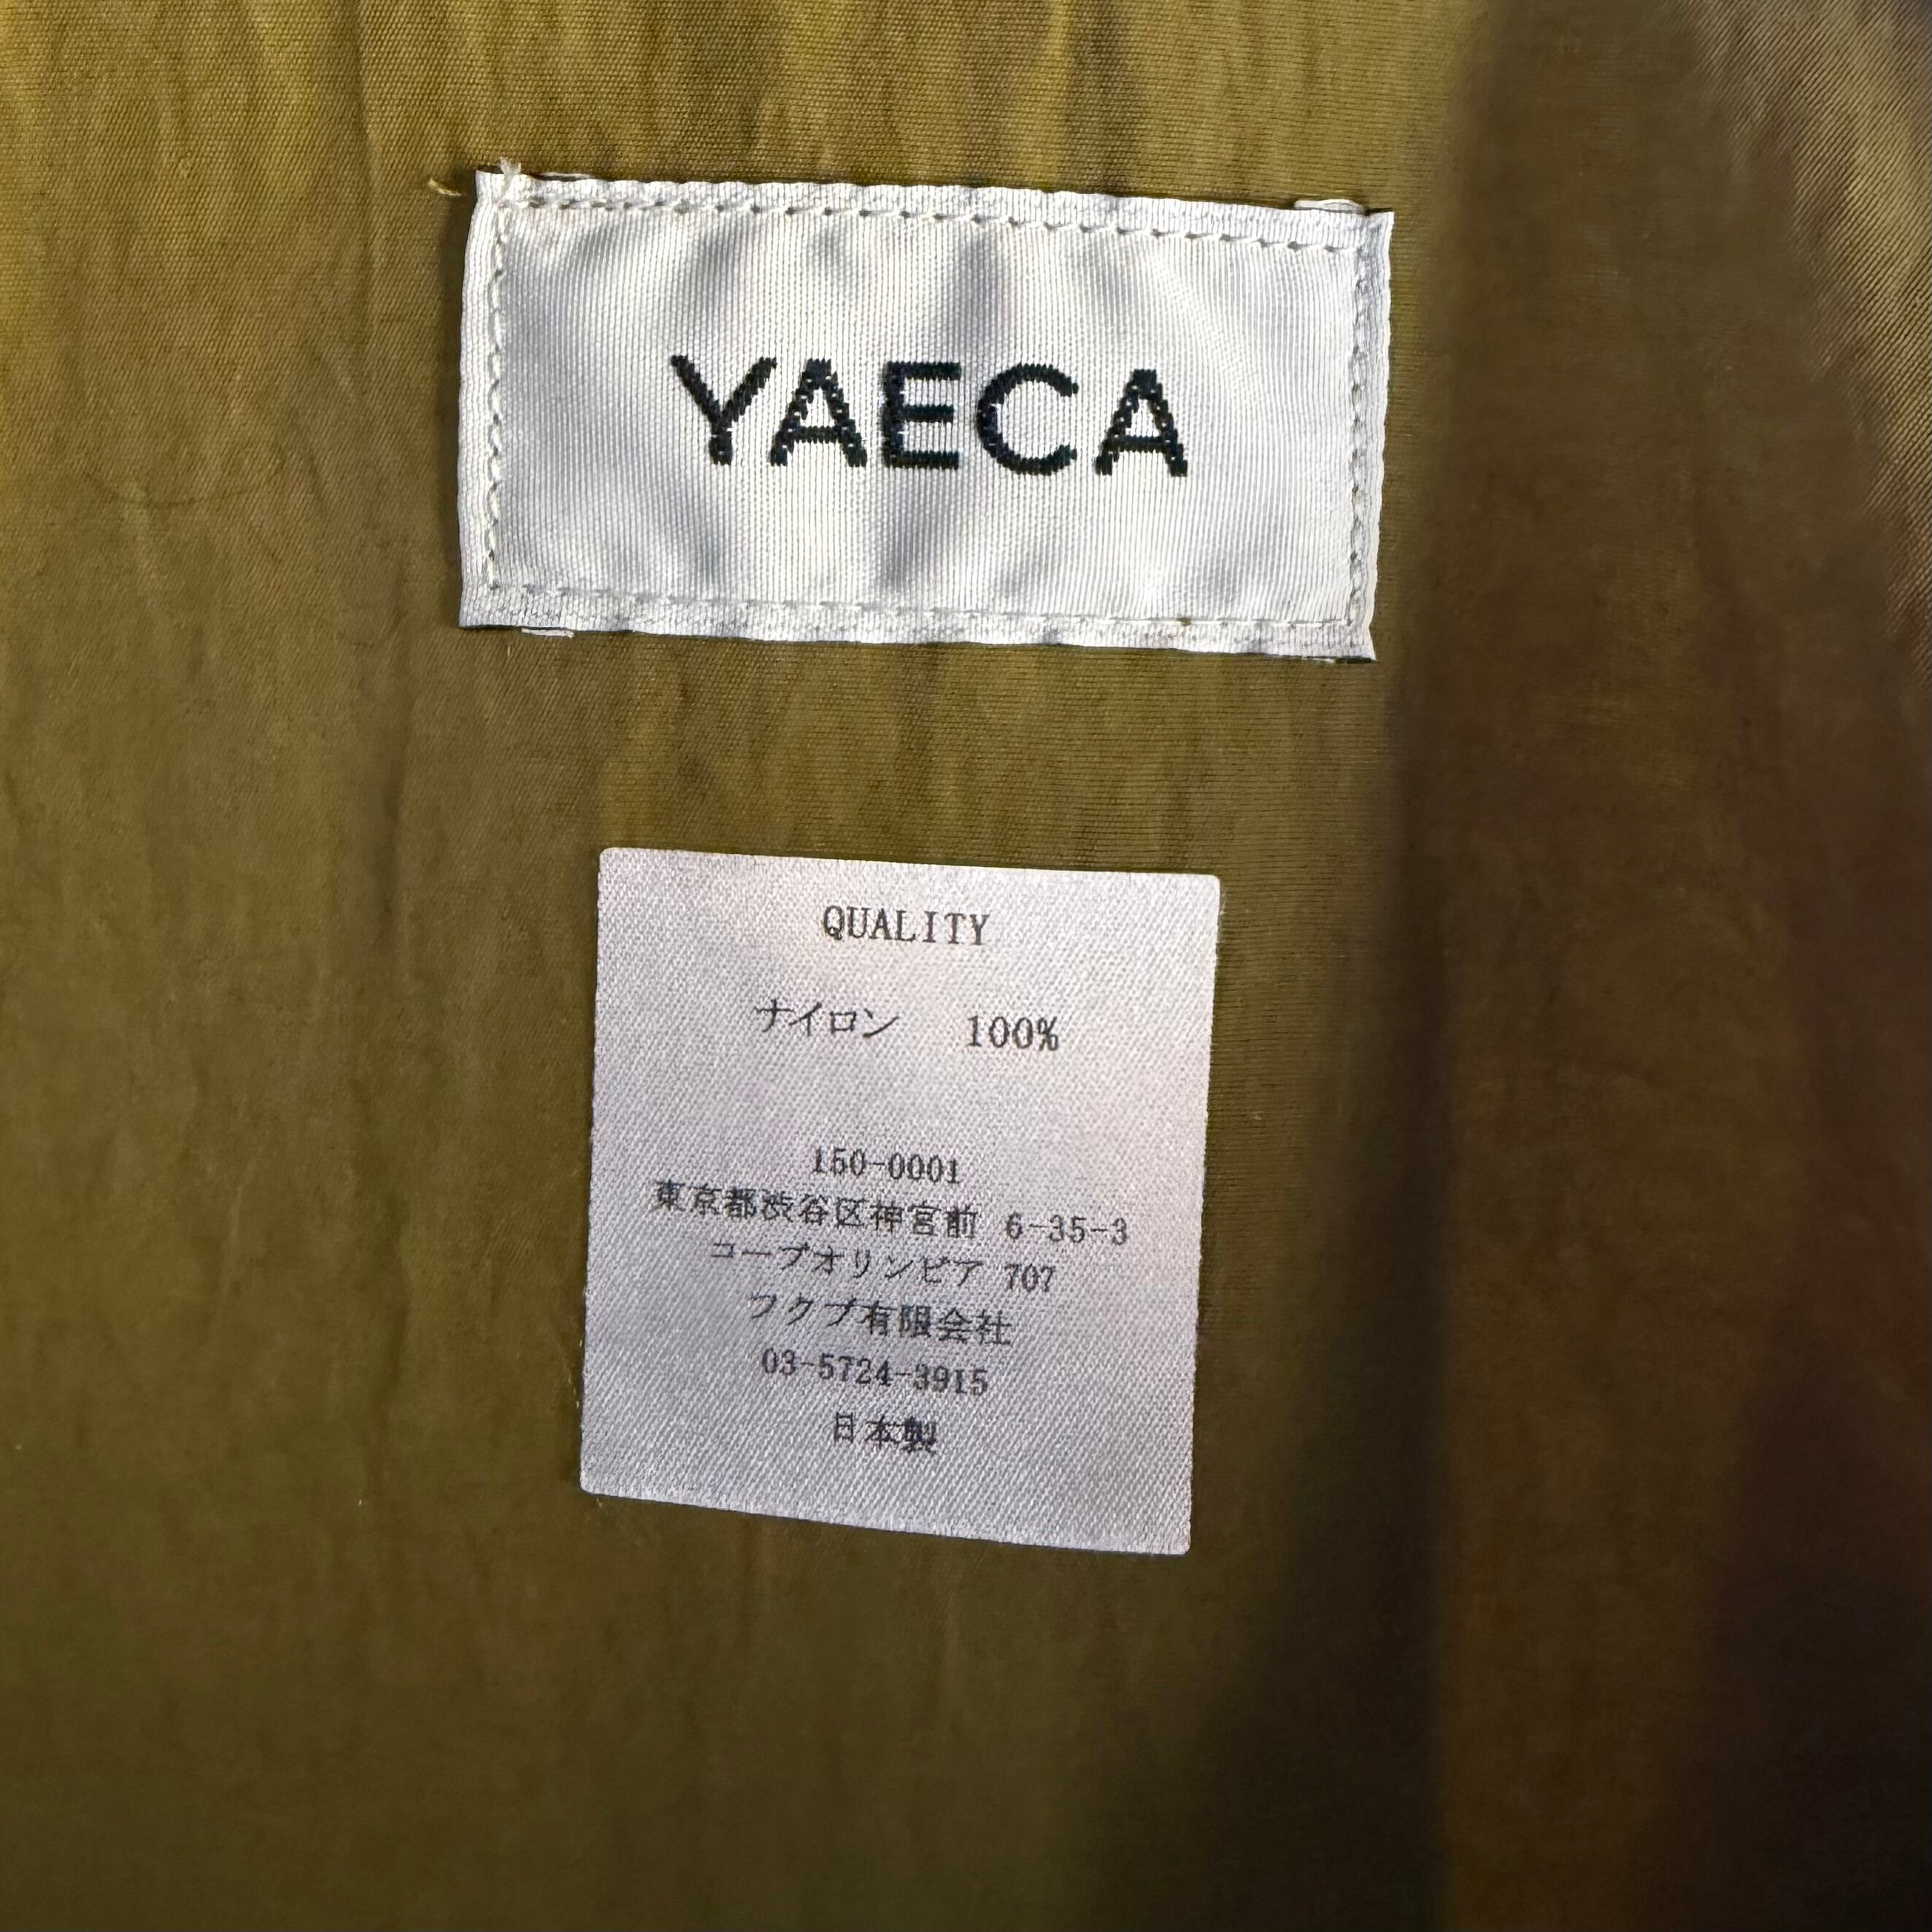 YAECA
QUALITY
ナイロン 100%
150-0001
東京都渋谷区神宮前 6-35-3
コープオリンピア 707
フクプ有限会社
03-5724-3915
日本製